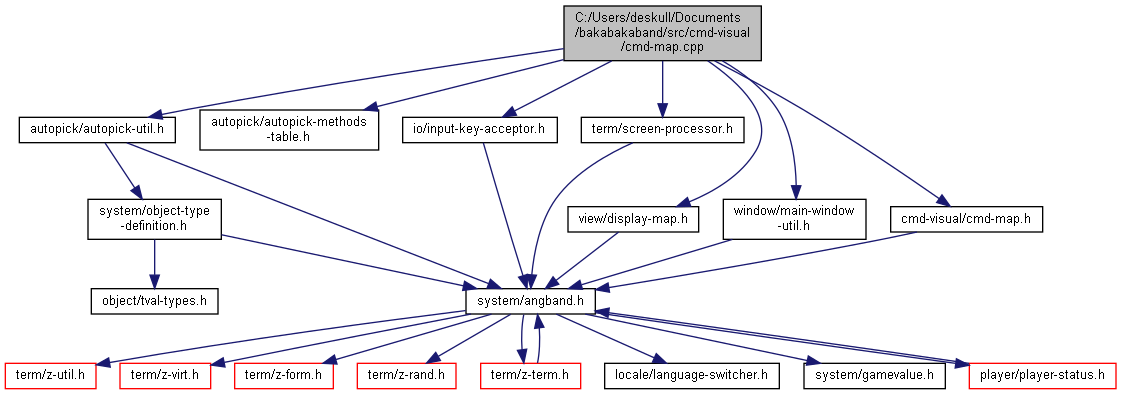 C:/Users/deskull/Documents
/bakabakaband/src/cmd-visual
/cmd-map.cpp
autopick/autopick-util.h
autopick/autopick-methods
-table.h
io/input-key-acceptor.h
term/screen-processor.h
system/object-type
-definition.h
view/display-map.h
window/main-window
-util.h
cmd-visual/cmd-map.h
object/tval-types.h
system/angband.h
term/z-util.h
term/z-virt.h
term/z-form.h
term/z-rand.h
term/z-term.h
locale/language-switcher.h
system/gamevalue.h
player/player-status.h